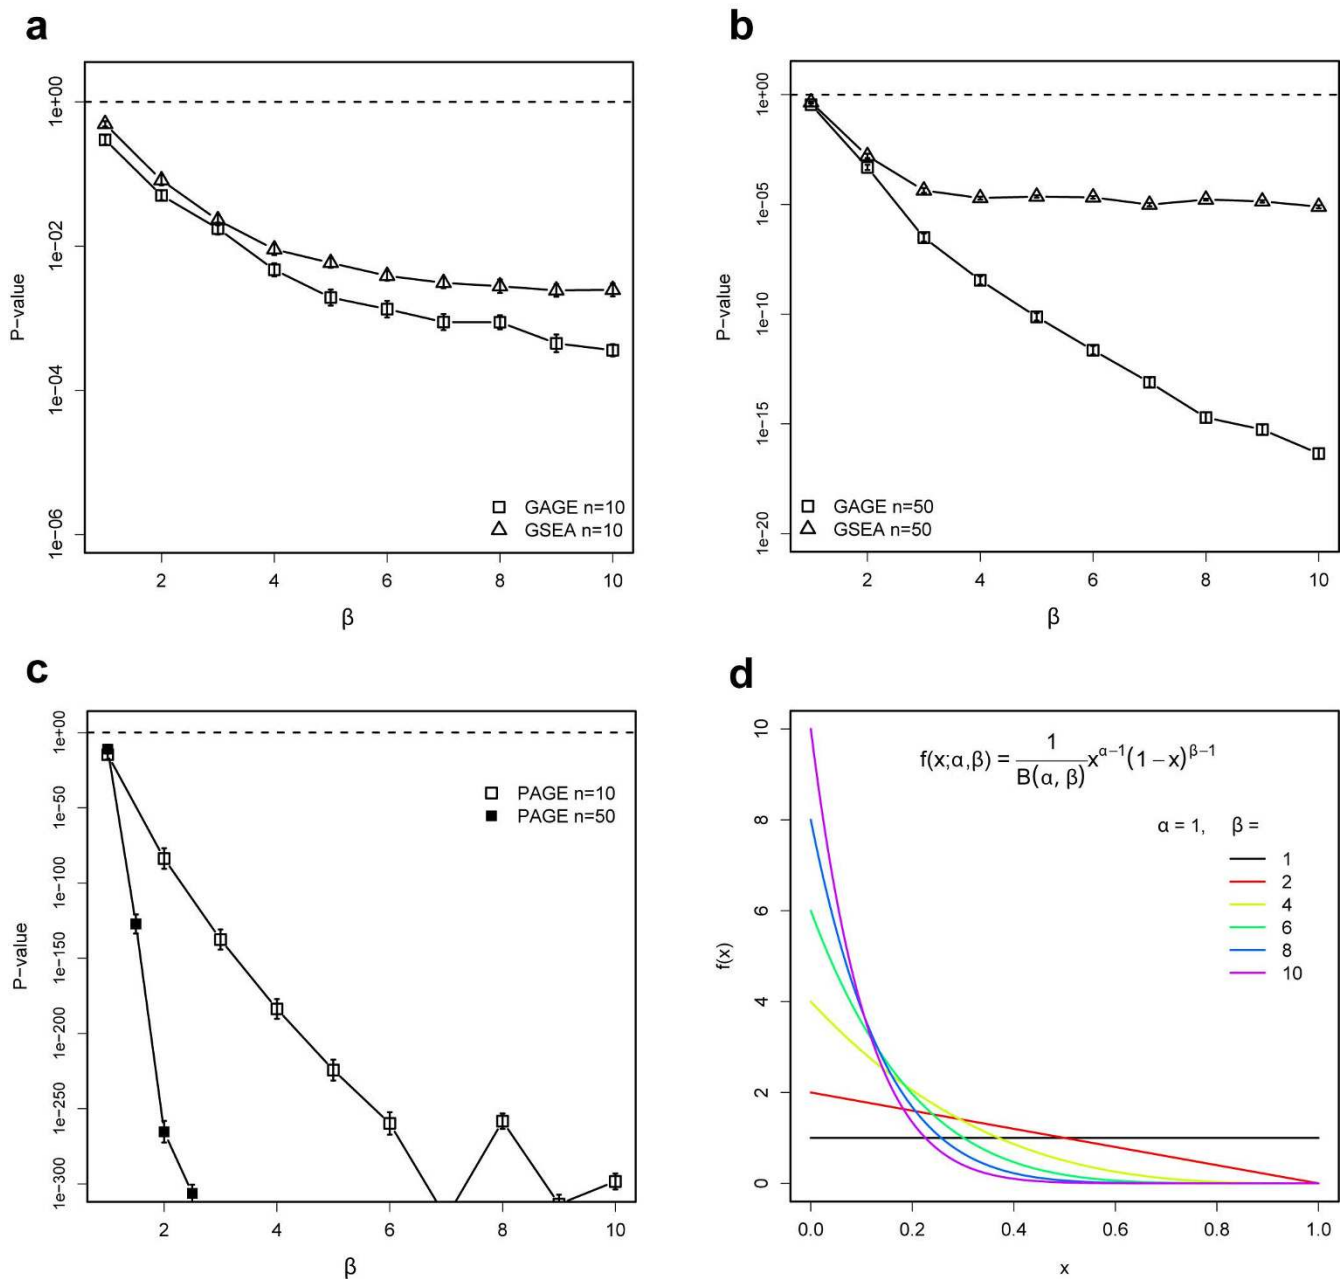 a
1e+00
1e−02
1e−04
1e−06
P−value
GAGE n=10
GSEA n=10
2 4 6 8 10
β
b
1e+00
1e−05
1e−10
1e−15
1e−20
P−value
GAGE n=50
GSEA n=50
2 4 6 8 10
β
c
1e+00
1e−50
1e−100
1e−150
1e−200
1e−250
1e−300
P−value
PAGE n=10
PAGE n=50
2 4 6 8 10
β
d
10
8
6
4
2
0
f(x)
f(x;α,β) = 1/B(α, β) x^(α−1) (1−x)^(β−1)
α = 1, β =
1
2
4
6
8
10
0.0 0.2 0.4 0.6 0.8 1.0
x